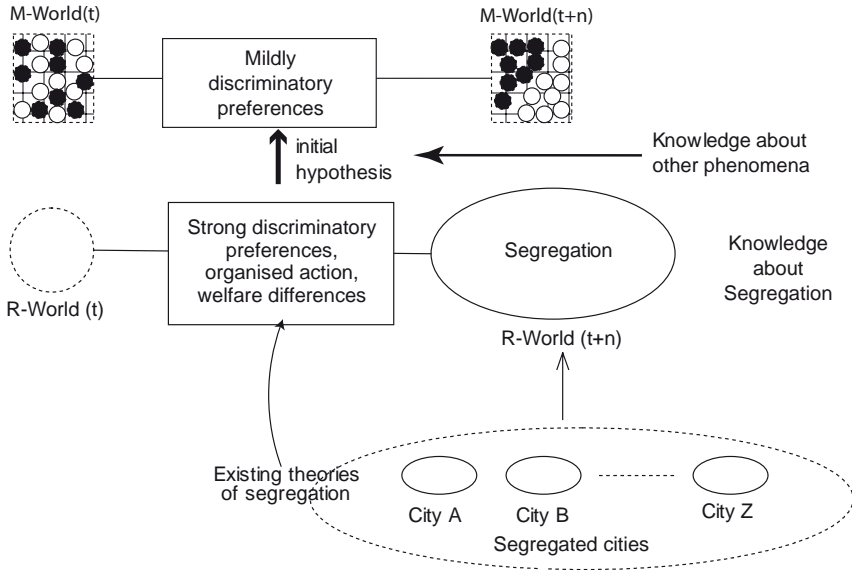 M-World(t)
M-World(t+n)
Mildly
discriminatory
preferences
initial
hypothesis
Knowledge about
other phenomena
Strong discriminatory
preferences,
organised action,
welfare differences
Segregation
Knowledge
about
Segregation
R-World (t)
R-World (t+n)
Existing theories
of segregation
City A
City B
City Z
Segregated cities